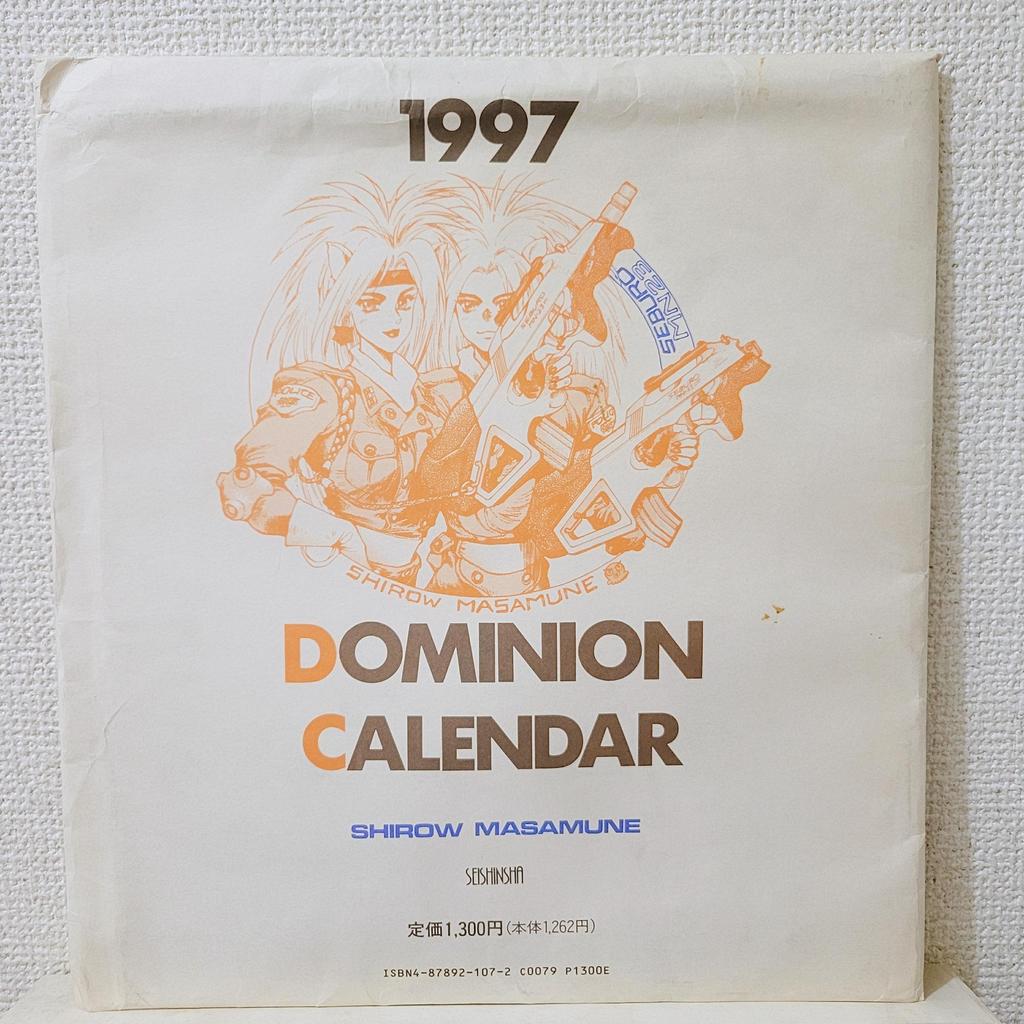 1997
SEBURO
MN23
SHIROW MASAMUNE
DOMINION
CALENDAR
SHIROW MASAMUNE
SEISHINSHA
定価1,300円(本体1,262円)
ISBN4-87892-107-2 C0079 P1300E